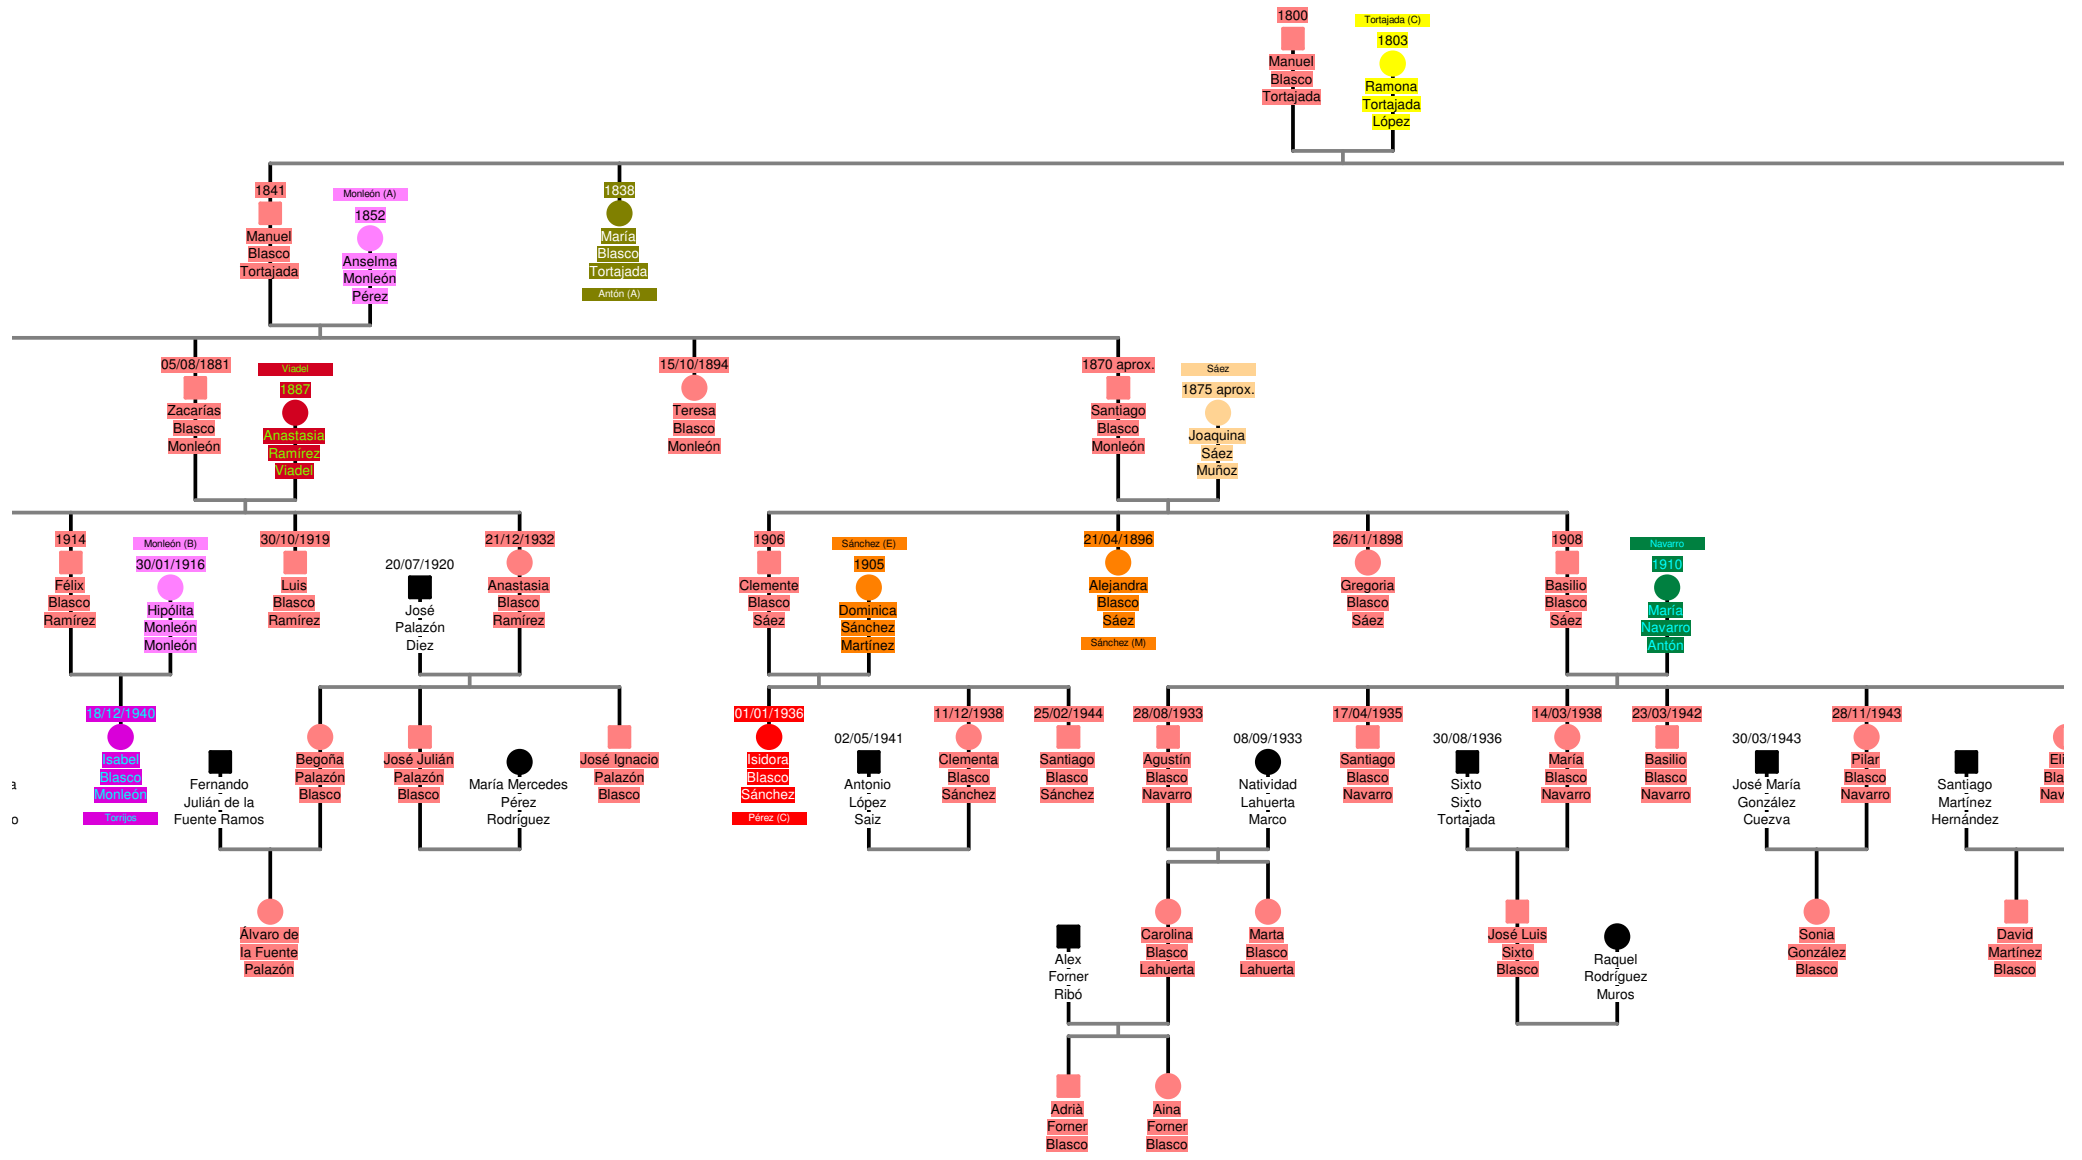 1800
Manuel
Blasco
Tortajada
Tortajada (C)
1803
Ramona
Tortajada
López
1841
Manuel
Blasco
Tortajada
Monleón (A)
1852
Anselma
Monleón
Pérez
1838
María
Blasco
Tortajada
Antón (A)
05/08/1881
Zacarías
Blasco
Monleón
Viadel
1887
Anastasia
Ramírez
Viadel
15/10/1894
Teresa
Blasco
Monleón
1870 aprox.
Santiago
Blasco
Monleón
Sáez
1875 aprox.
Joaquina
Sáez
Muñoz
1914
Félix
Blasco
Ramírez
Monleón (B)
30/01/1916
Hipólita
Monleón
Monleón
30/10/1919
Luis
Blasco
Ramírez
20/07/1920
José
Palazón
Diez
21/12/1932
Anastasia
Blasco
Ramírez
1906
Clemente
Blasco
Sáez
Sánchez (E)
1905
Dominica
Sánchez
Martínez
21/04/1896
Alejandra
Blasco
Sáez
Sánchez (M)
26/11/1898
Gregoria
Blasco
Sáez
1908
Basilio
Blasco
Sáez
Navarro
1910
María
Navarro
Antón
a
o
18/12/1940
Isabel
Blasco
Monleón
Torrijos
Fernando
Julián de la
Fuente Ramos
Begoña
Palazón
Blasco
José Julián
Palazón
Blasco
María Mercedes
Pérez
Rodríguez
José Ignacio
Palazón
Blasco
01/01/1936
Isidora
Blasco
Sánchez
Pérez (C)
02/05/1941
Antonio
López
Saiz
11/12/1938
Clementa
Blasco
Sánchez
25/02/1944
Santiago
Blasco
Sánchez
28/08/1933
Agustín
Blasco
Navarro
08/09/1933
Natividad
Lahuerta
Marco
17/04/1935
Santiago
Blasco
Navarro
30/08/1936
Sixto
Sixto
Tortajada
14/03/1938
María
Blasco
Navarro
23/03/1942
Basilio
Blasco
Navarro
30/03/1943
José María
González
Cuezva
28/11/1943
Pilar
Blasco
Navarro
Santiago
Martínez
Hernández
Eli
Bla
Nav
Álvaro de
la Fuente
Palazón
Alex
Forner
Ribó
Carolina
Blasco
Lahuerta
Marta
Blasco
Lahuerta
José Luis
Sixto
Blasco
Raquel
Rodríguez
Muros
Sonia
González
Blasco
David
Martínez
Blasco
Adrià
Forner
Blasco
Aina
Forner
Blasco